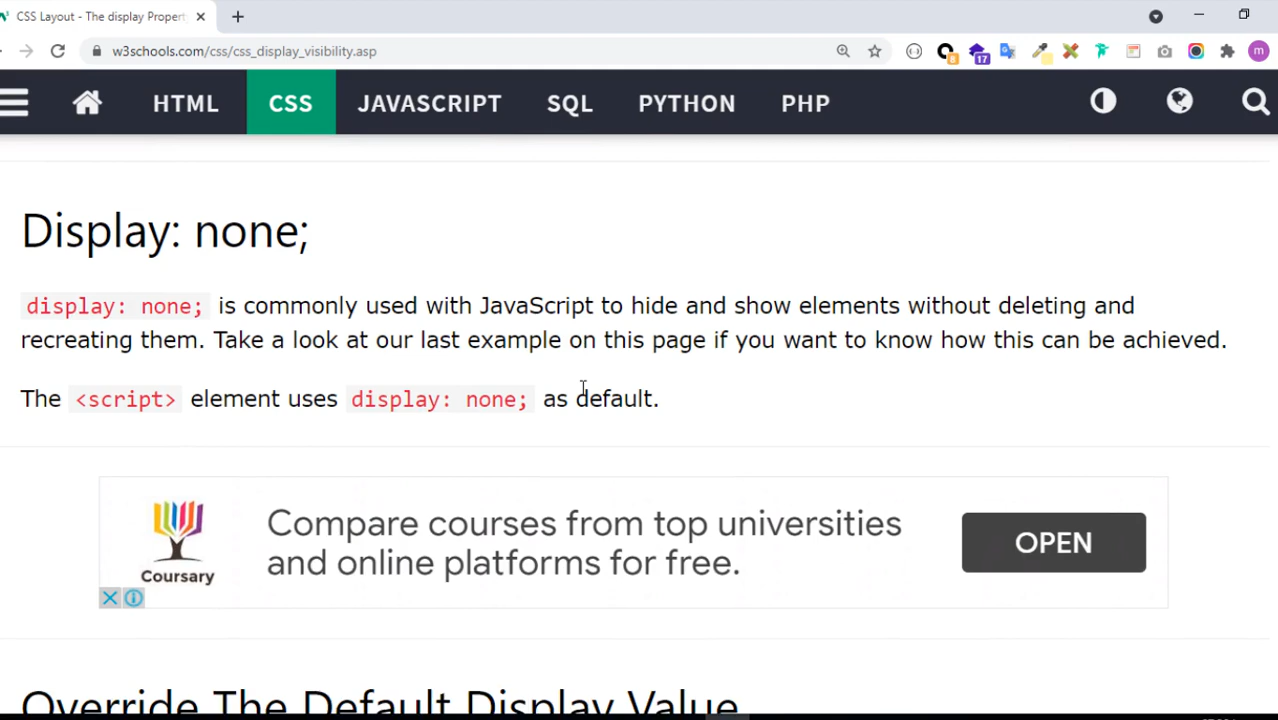 CSS Layout - The display Propert
w3schools.com/css/css_display_visibility.asp
6
17
m
HTML CSS JAVASCRIPT SQL PYTHON PHP
Display: none;
display: none; is commonly used with JavaScript to hide and show elements without deleting and
recreating them. Take a look at our last example on this page if you want to know how this can be achieved.
The <script> element uses display: none; as default.
Compare courses from top universities
and online platforms for free.
Coursary
OPEN
Override The Default Display Value